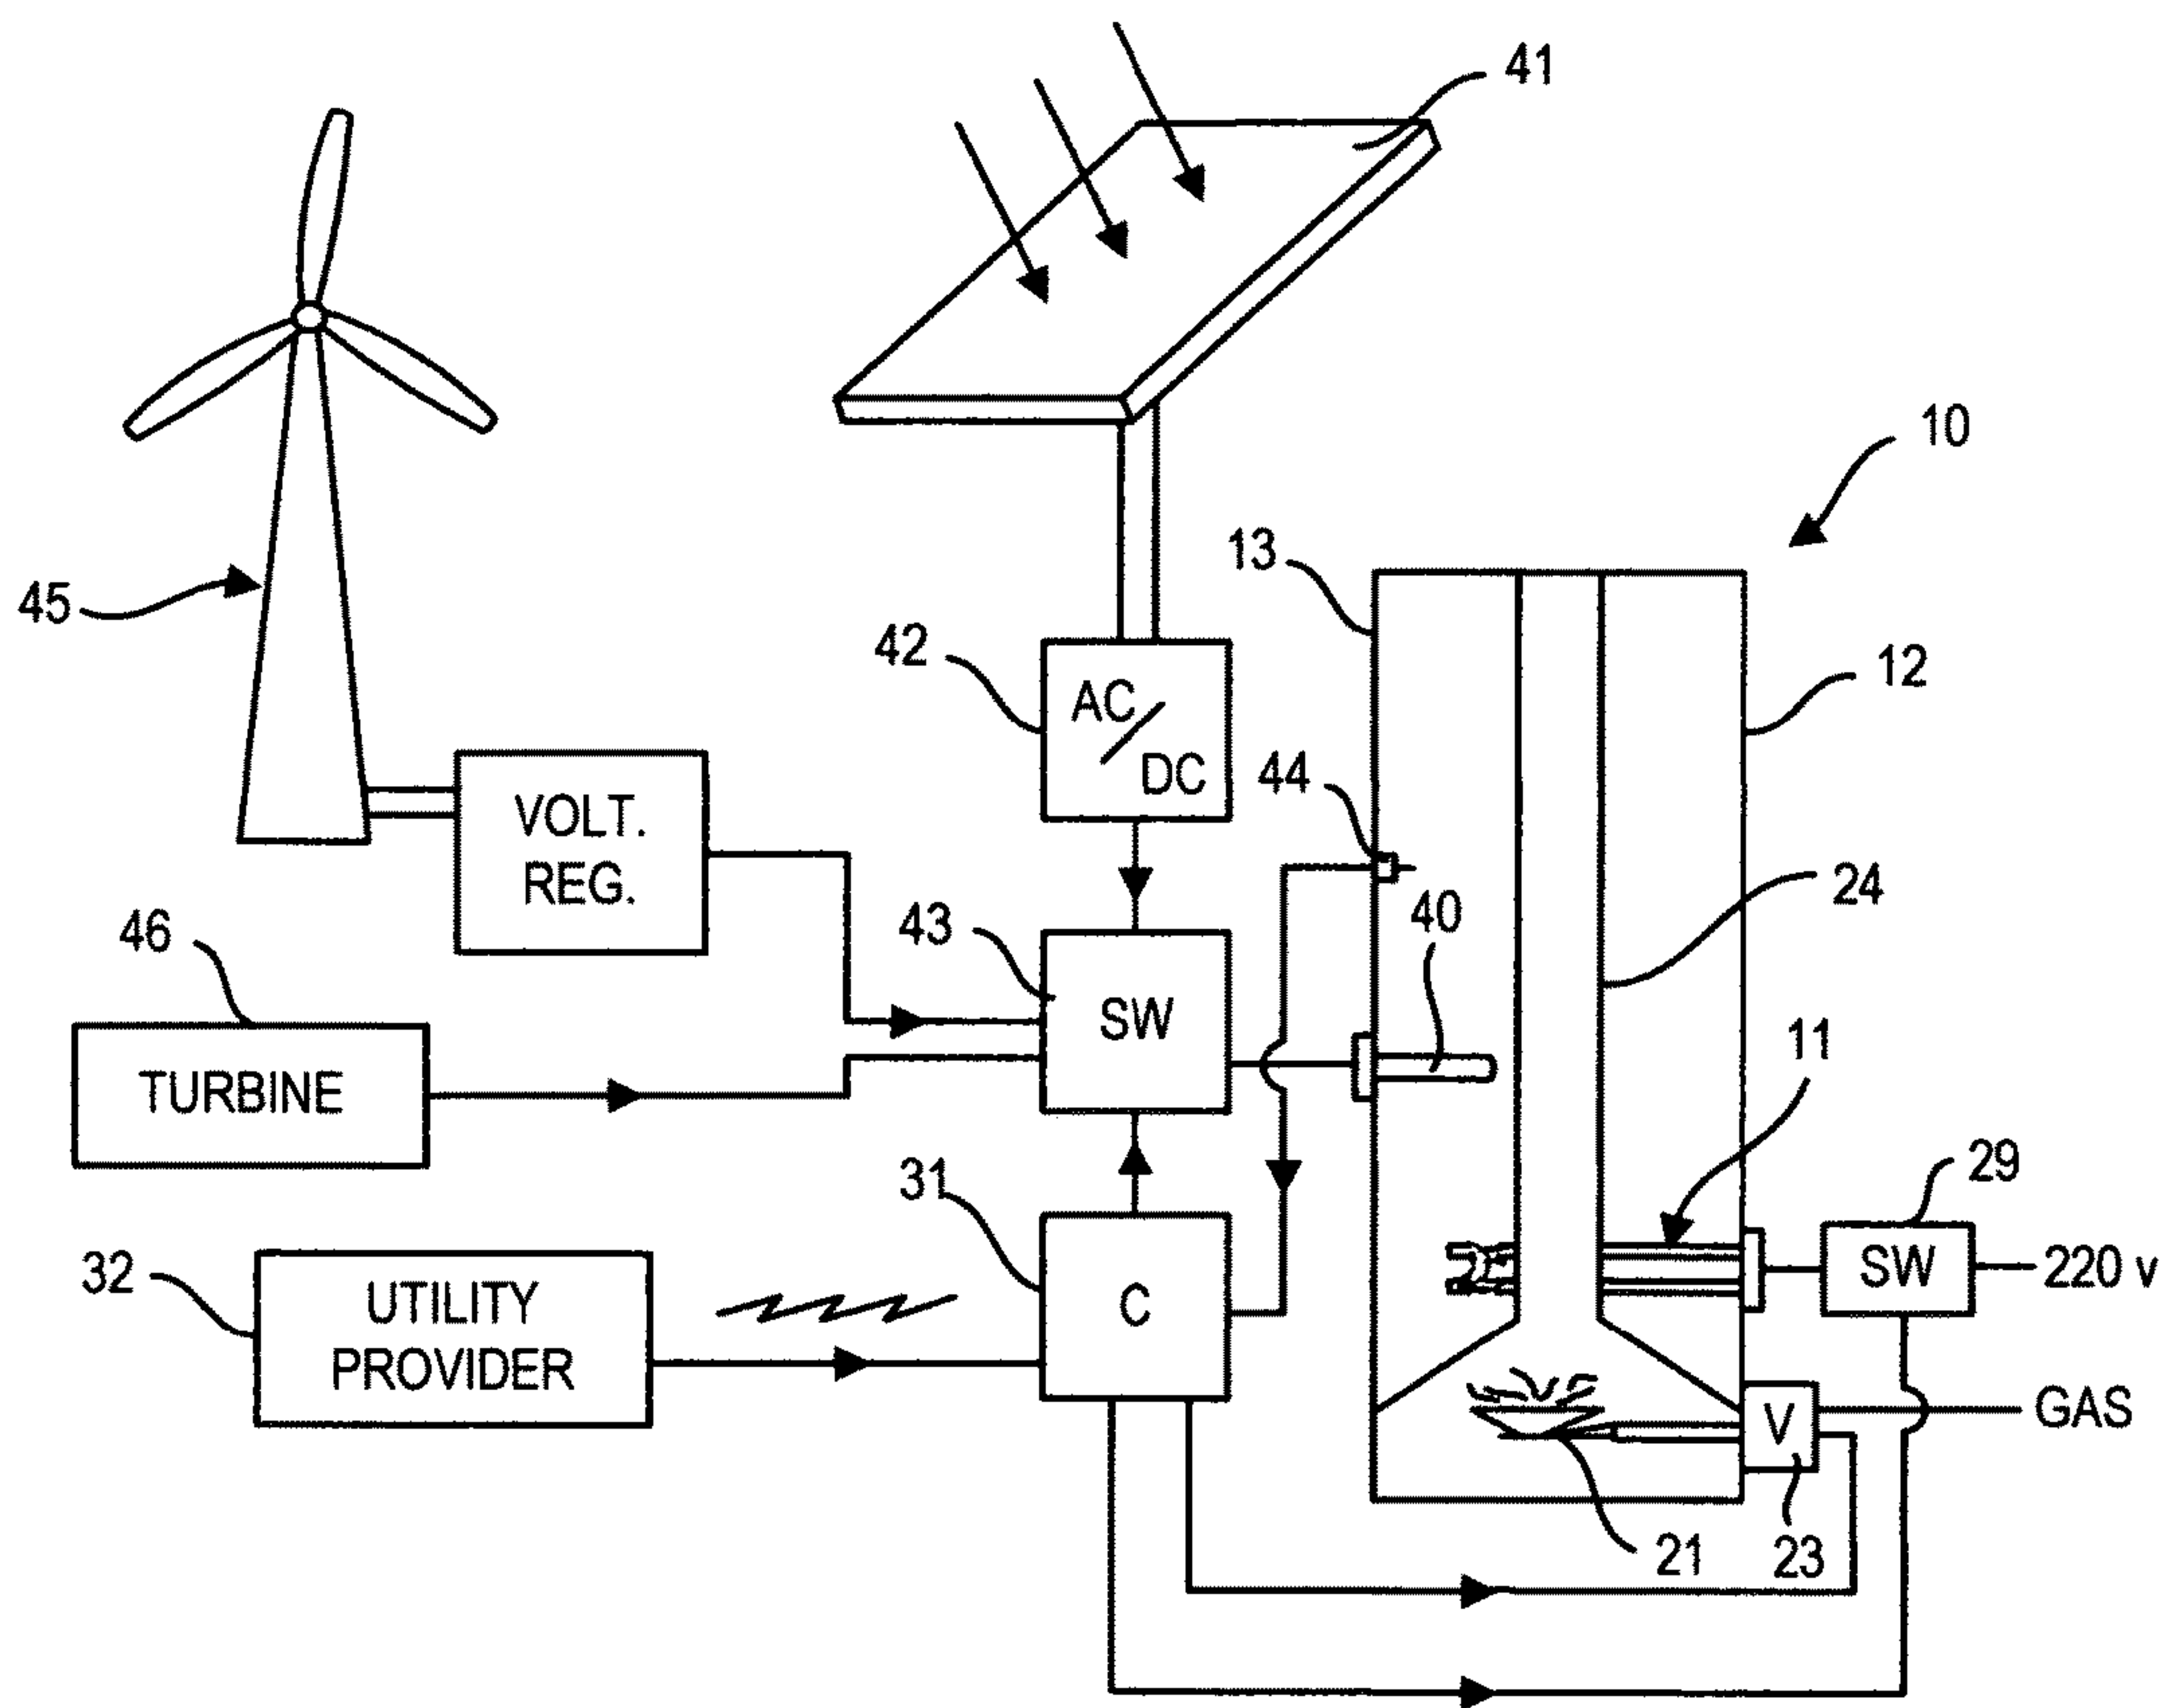 41
10
13
45
42
12
AC
/
DC
44
VOLT.
REG.
24
40
46
43
SW
11
TURBINE
31
29
32
UTILITY
PROVIDER
C
SW
220 v
V
GAS
21
23